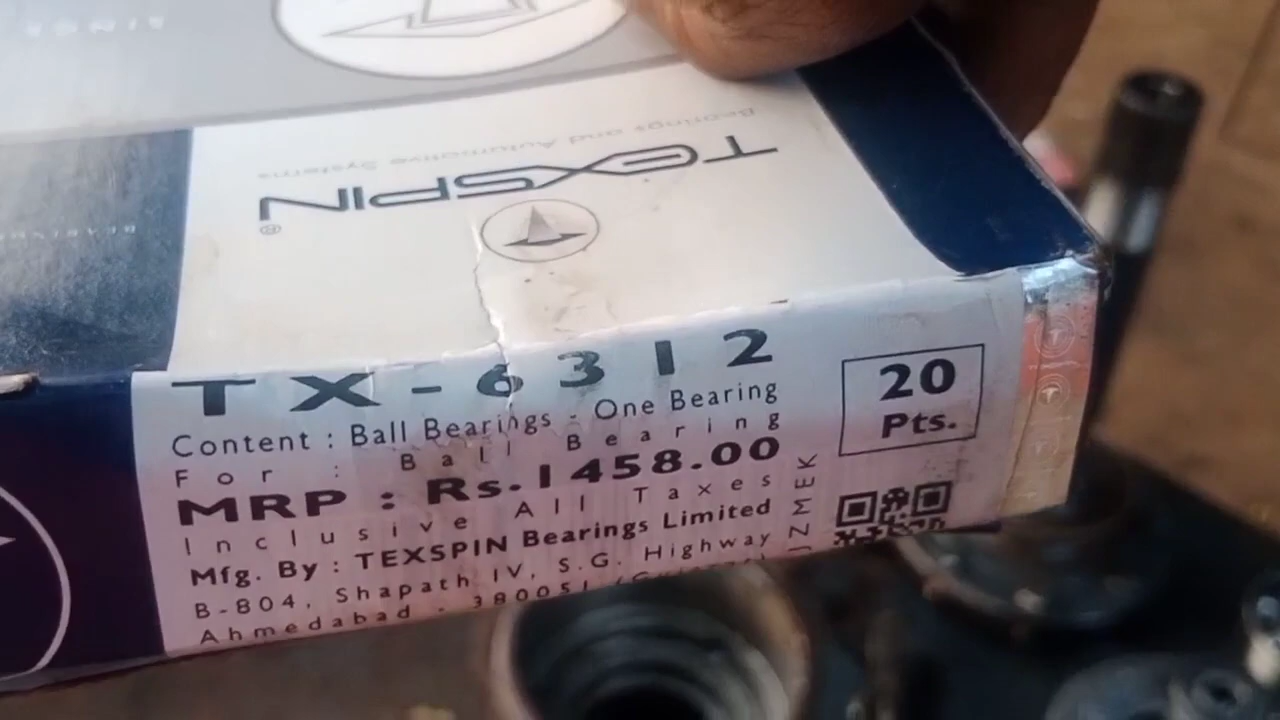 Bearings and Automotive Systems
TEXSPIN®
TX-6312
Content : Ball Bearings - One Bearing
For : Ball Bearing
MRP : Rs.1458.00
Inclusive All Taxes
Mfg. By : TEXSPIN Bearings Limited
B-804, Shapath IV, S.G. Highway
Ahmedabad - 380051
20
Pts.